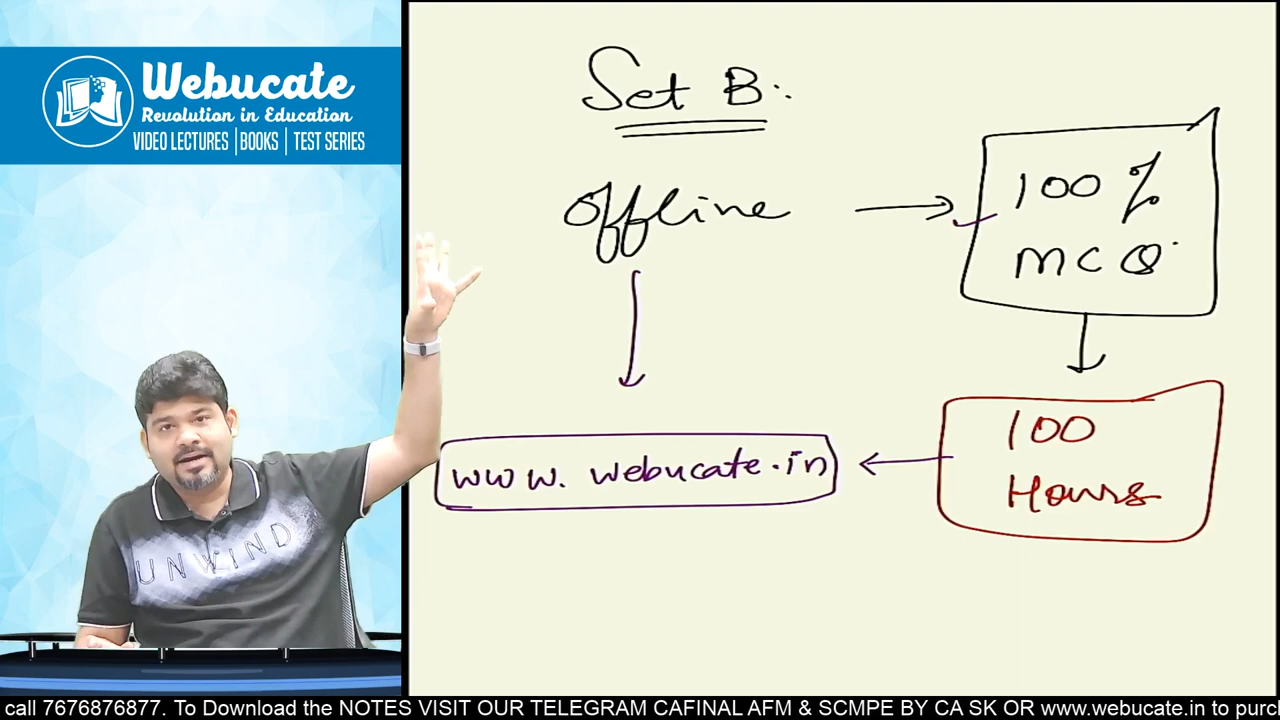 Webucate
Revolution in Education
VIDEO LECTURES | BOOKS | TEST SERIES
UNWIND
Set B:.
Offline → 100 %
MCQ
100
Hours
www.webucate.in
call 7676876877. To Download the NOTES VISIT OUR TELEGRAM CAFINAL AFM & SCMPE BY CA SK OR www.webucate.in to purc